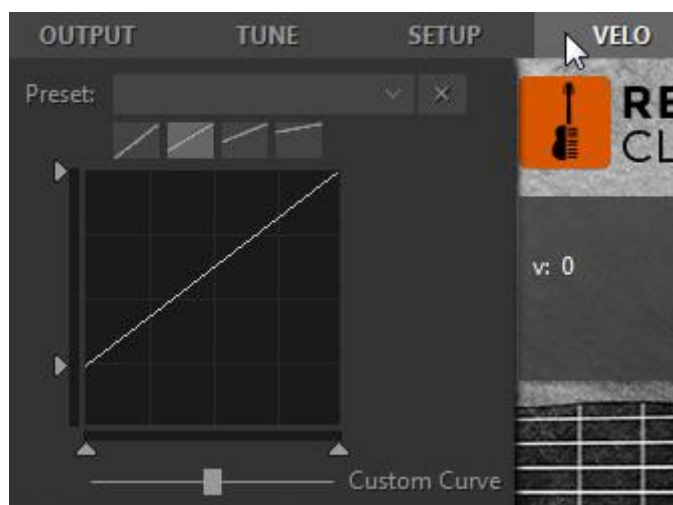 OUTPUT TUNE SETUP VELO
Preset:
RE
CL
v: 0
Custom Curve